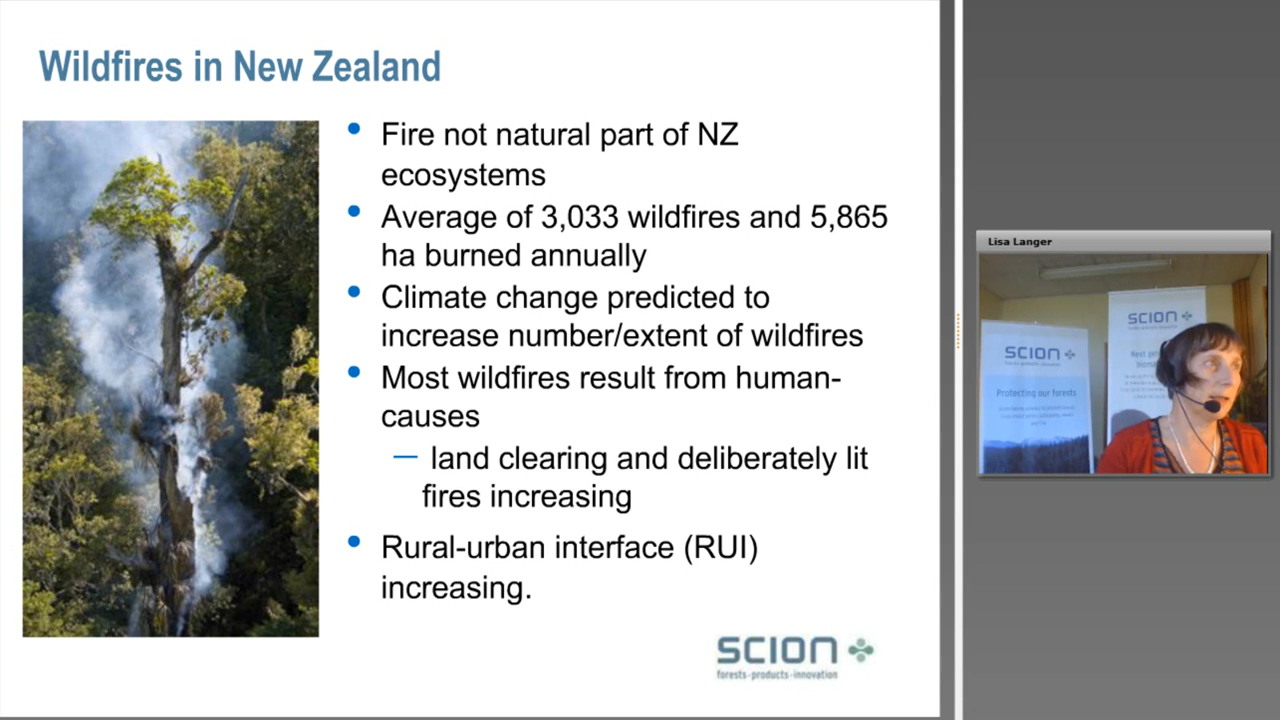 Wildfires in New Zealand
• Fire not natural part of NZ
ecosystems
• Average of 3,033 wildfires and 5,865
ha burned annually
• Climate change predicted to
increase number/extent of wildfires
• Most wildfires result from human-
causes
— land clearing and deliberately lit
fires increasing
• Rural-urban interface (RUI)
increasing.
SCION
forests-products-innovation
Lisa Langer
SCION
SCION
Protecting our forests